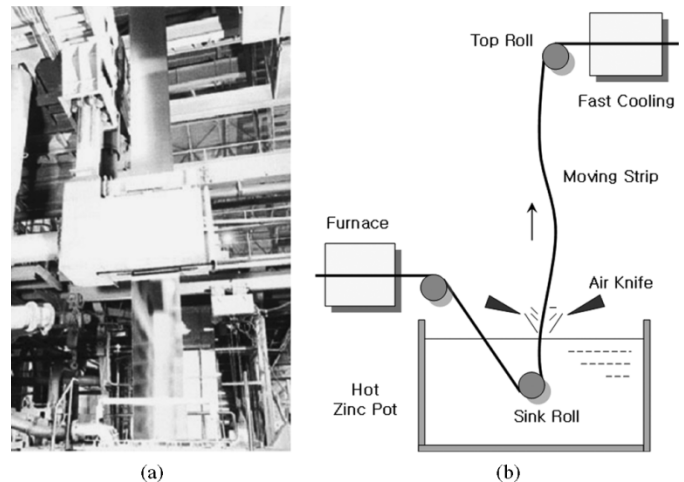 Top Roll
Fast Cooling
Moving Strip
Furnace
Air Knife
Hot
Zinc Pot
Sink Roll
(a)
(b)